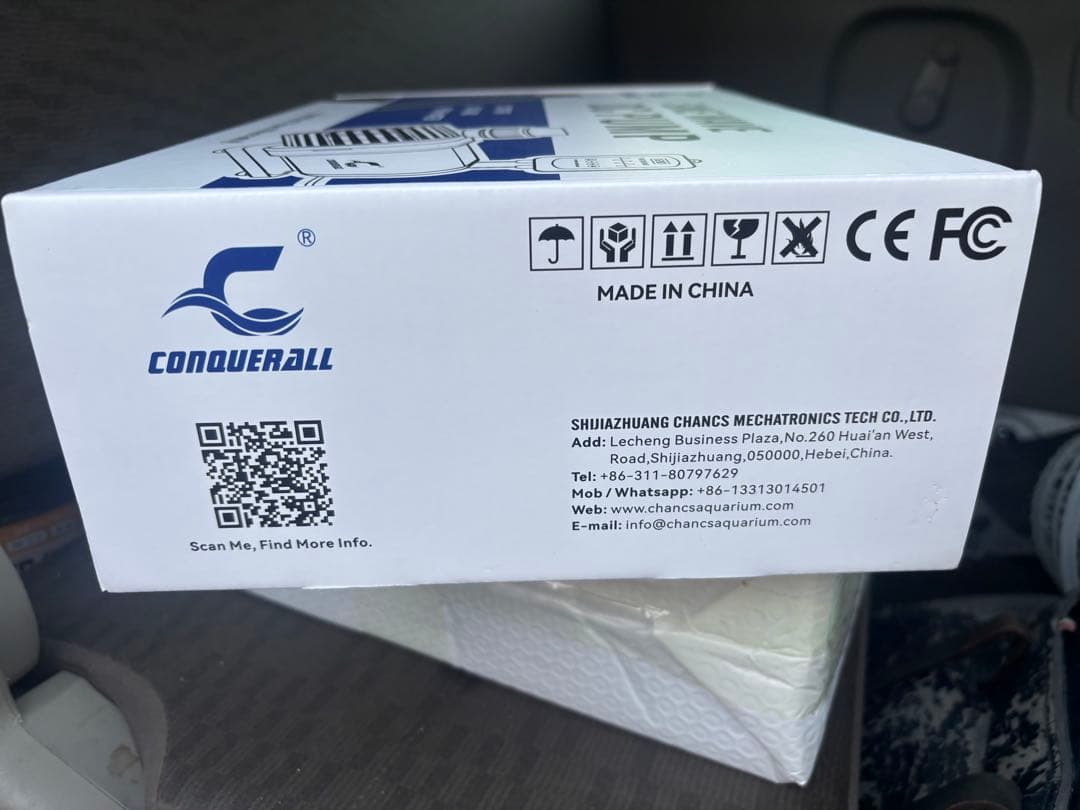 ®
CONQUERALL
CE FC
MADE IN CHINA
SHIJIAZHUANG CHANCS MECHATRONICS TECH CO.,LTD.
Add: Lecheng Business Plaza,No.260 Huai'an West,
Road,Shijiazhuang,050000,Hebei,China.
Tel: +86-311-80797629
Mob / Whatsapp: +86-13313014501
Web: www.chancsaquarium.com
E-mail: info@chancsaquarium.com
Scan Me, Find More Info.